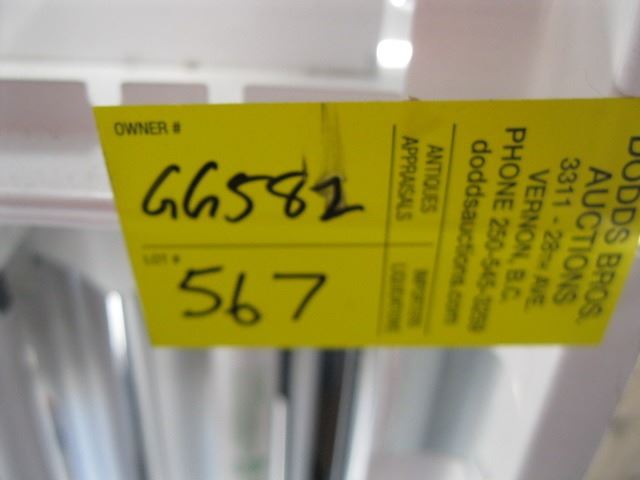 OWNER #
GG582
LOT #
567
ANTIQUES
APPRAISALS
DODDS BROS.
AUCTIONS
3311 - 28TH AVE.
VERNON, B.C.
PHONE 250-545-3259
doddsauctions.com